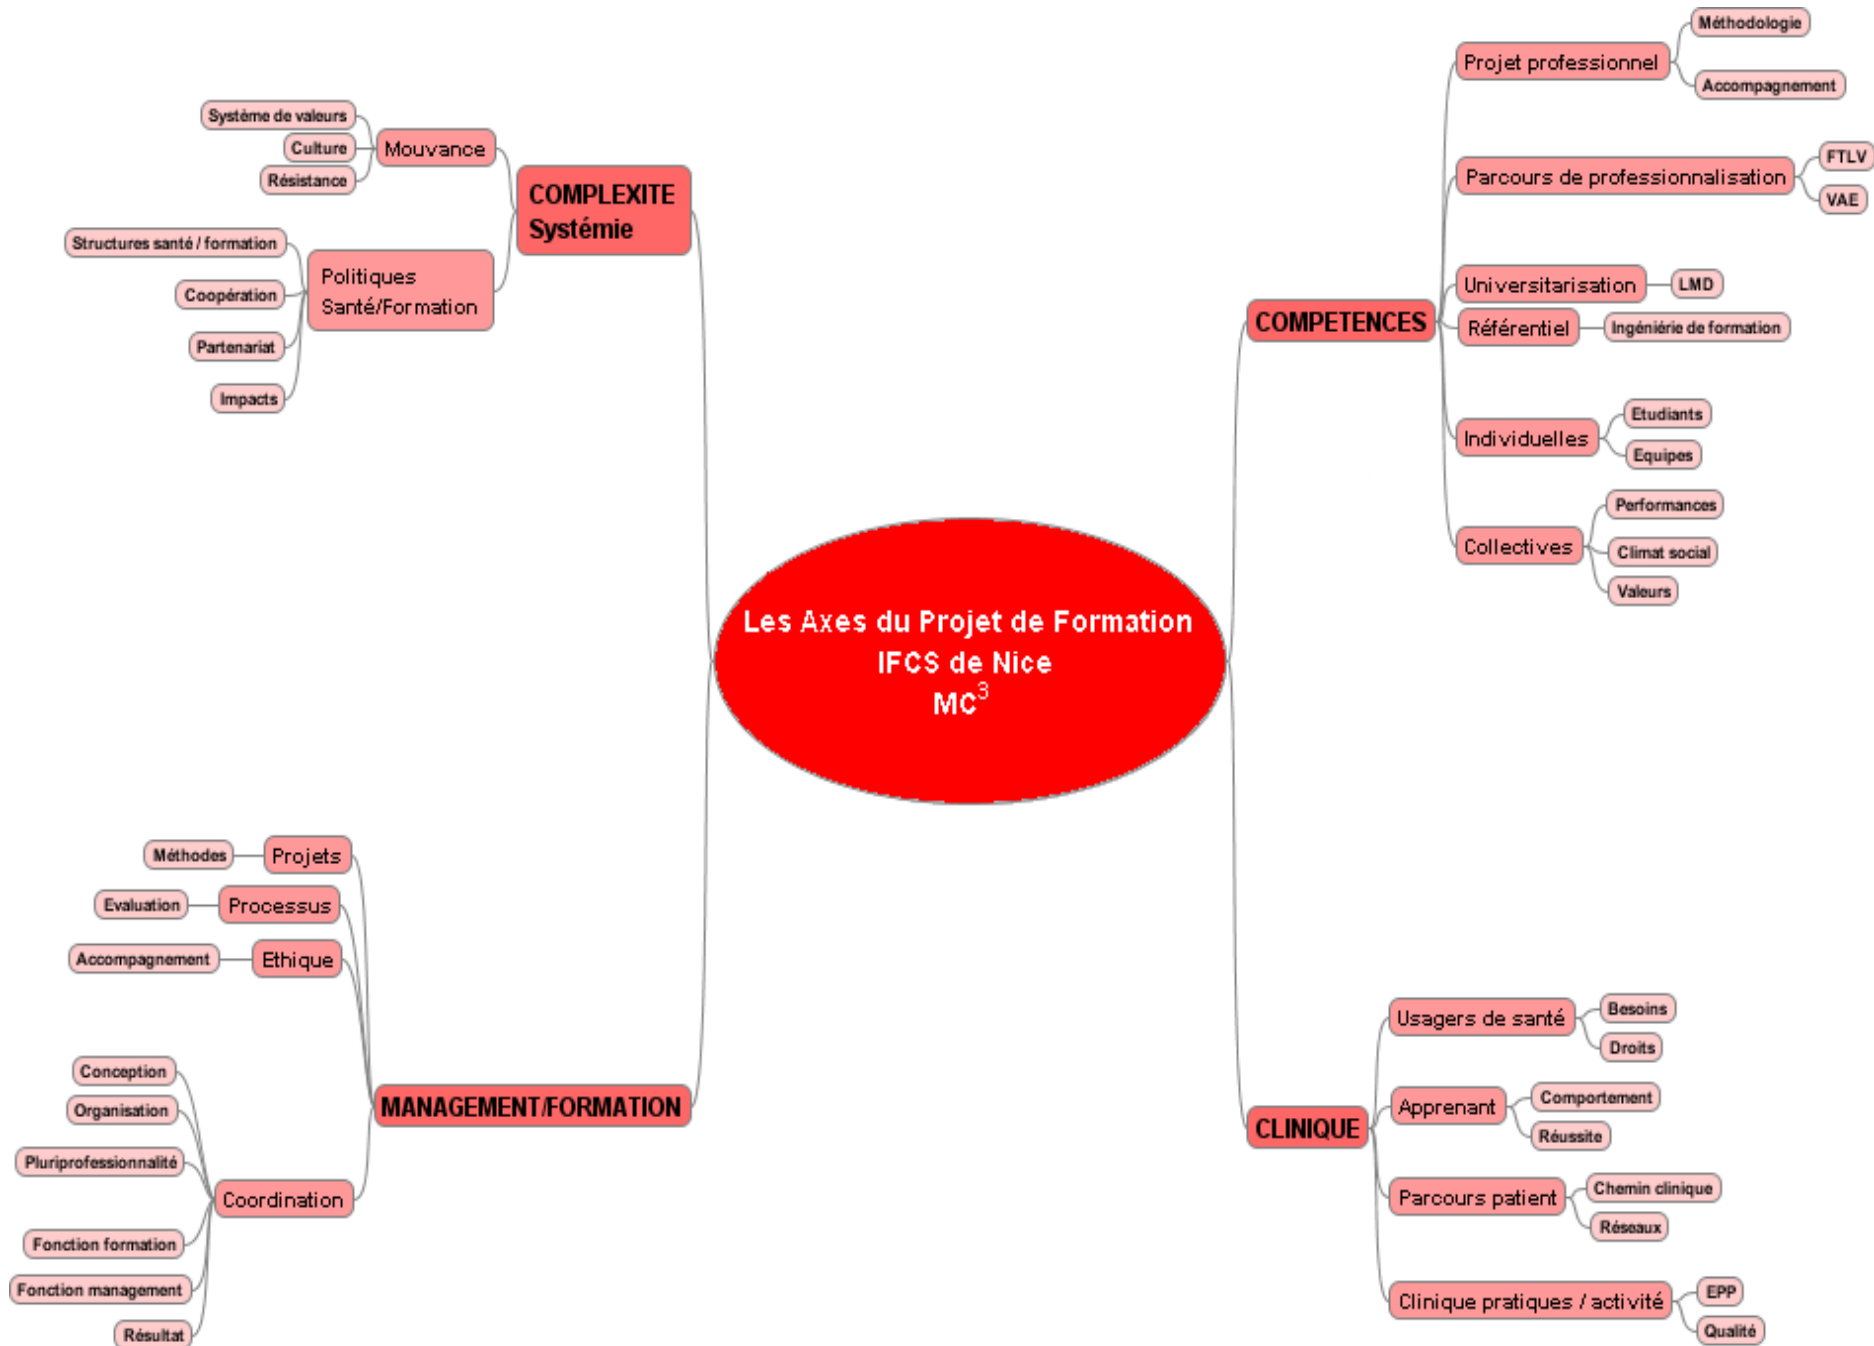 Les Axes du Projet de Formation
IFCS de Nice
MC³
COMPLEXITE
Systémie
Mouvance
Système de valeurs
Culture
Résistance
Politiques
Santé/Formation
Structures santé / formation
Coopération
Partenariat
Impacts
MANAGEMENT/FORMATION
Projets
Méthodes
Processus
Evaluation
Ethique
Accompagnement
Coordination
Conception
Organisation
Pluriprofessionnalité
Fonction formation
Fonction management
Résultat
COMPETENCES
Projet professionnel
Méthodologie
Accompagnement
Parcours de professionnalisation
FTLV
VAE
Universitarisation
LMD
Référentiel
Ingéniérie de formation
Individuelles
Etudiants
Equipes
Collectives
Performances
Climat social
Valeurs
CLINIQUE
Usagers de santé
Besoins
Droits
Apprenant
Comportement
Réussite
Parcours patient
Chemin clinique
Réseaux
Clinique pratiques / activité
EPP
Qualité